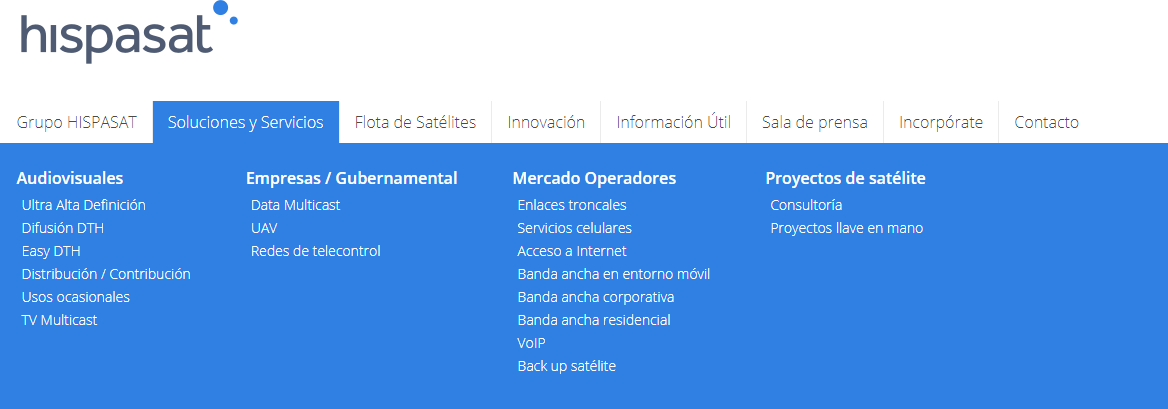 hispasat
Grupo HISPASAT
Soluciones y Servicios
Flota de Satélites
Innovación
Información Útil
Sala de prensa
Incorpórate
Contacto
Audiovisuales
Ultra Alta Definición
Difusión DTH
Easy DTH
Distribución / Contribución
Usos ocasionales
TV Multicast
Empresas / Gubernamental
Data Multicast
UAV
Redes de telecontrol
Mercado Operadores
Enlaces troncales
Servicios celulares
Acceso a Internet
Banda ancha en entorno móvil
Banda ancha corporativa
Banda ancha residencial
VoIP
Back up satélite
Proyectos de satélite
Consultoría
Proyectos llave en mano